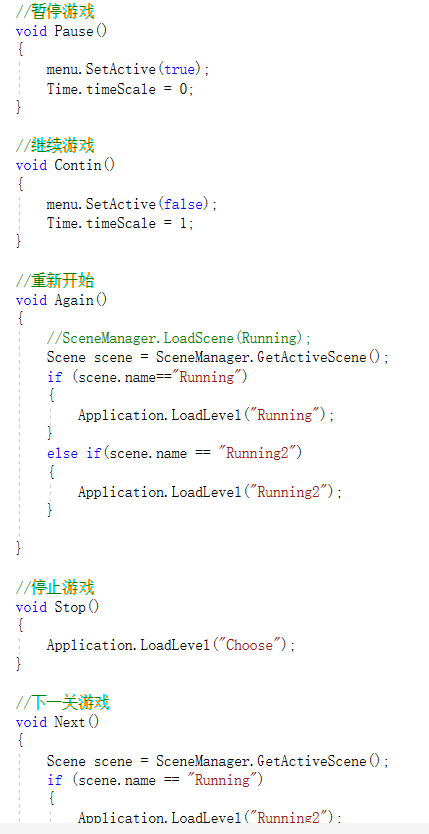 //暂停游戏
void Pause()
{
menu.SetActive(true);
Time.timeScale = 0;
}
//继续游戏
void Contin()
{
menu.SetActive(false);
Time.timeScale = 1;
}
//重新开始
void Again()
{
//SceneManager.LoadScene(Running);
Scene scene = SceneManager.GetActiveScene();
if (scene.name=="Running")
{
Application.LoadLevel("Running");
}
else if(scene.name == "Running2")
{
Application.LoadLevel("Running2");
}
}
//停止游戏
void Stop()
{
Application.LoadLevel("Choose");
}
//下一关游戏
void Next()
{
Scene scene = SceneManager.GetActiveScene();
if (scene.name == "Running")
{
Application.LoadLevel("Running2");